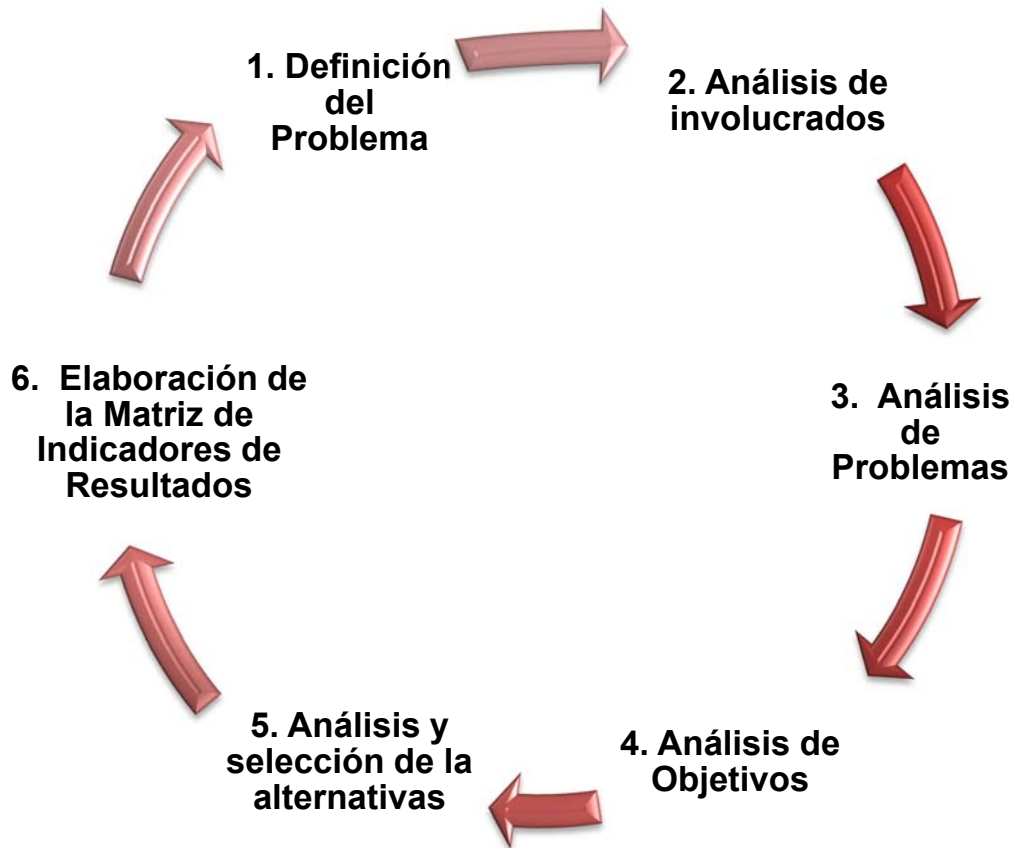 1. Definición
del
Problema
2. Análisis de
involucrados
3. Análisis
de
Problemas
4. Análisis de
Objetivos
5. Análisis y
selección de la
alternativas
6. Elaboración de
la Matriz de
Indicadores de
Resultados